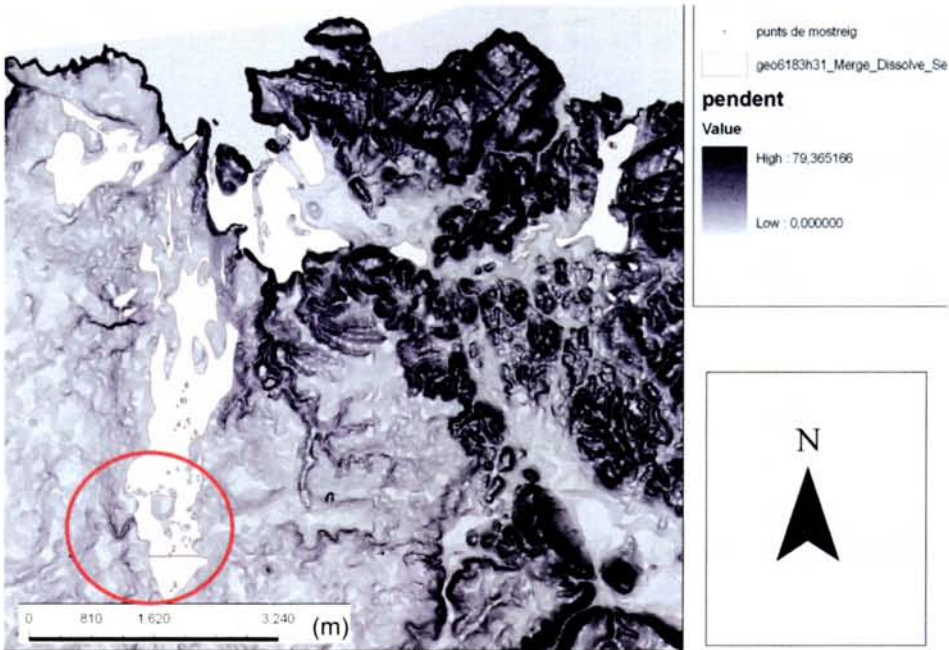 punts de mostreig
geo6183h31_Merge_Dissolve_Se
pendent
Value
High : 79,365166
Low : 0,000000
N
0 810 1.620 3.240 (m)